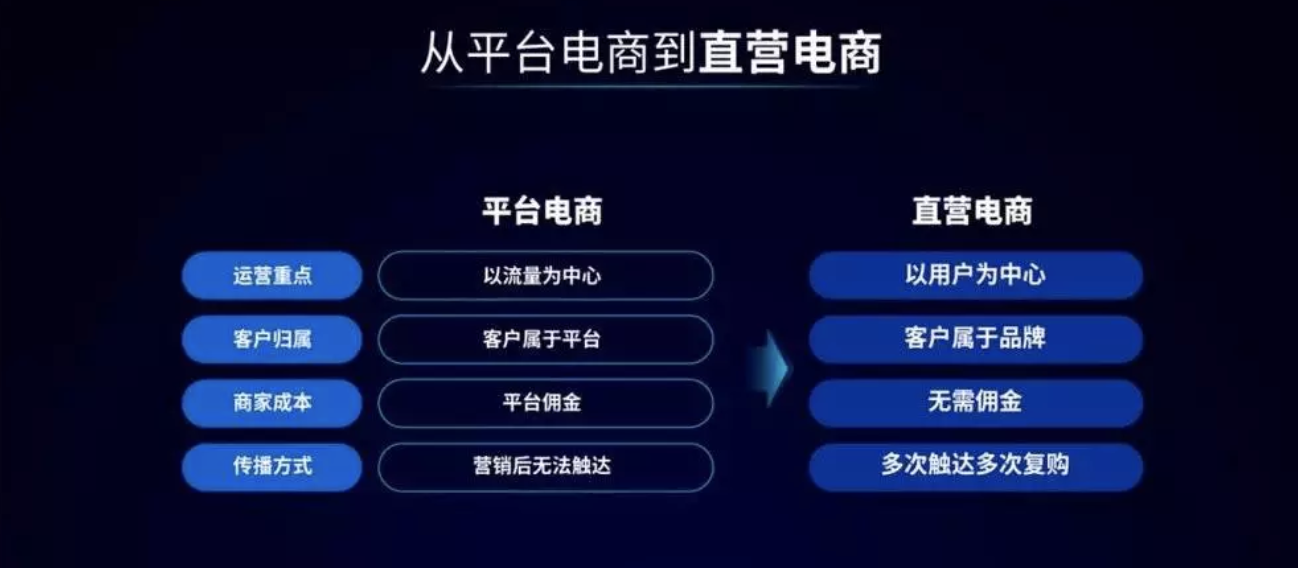 从平台电商到直营电商
平台电商 直营电商
运营重点 以流量为中心 以用户为中心
客户归属 客户属于平台 客户属于品牌
商家成本 平台佣金 无需佣金
传播方式 营销后无法触达 多次触达多次复购